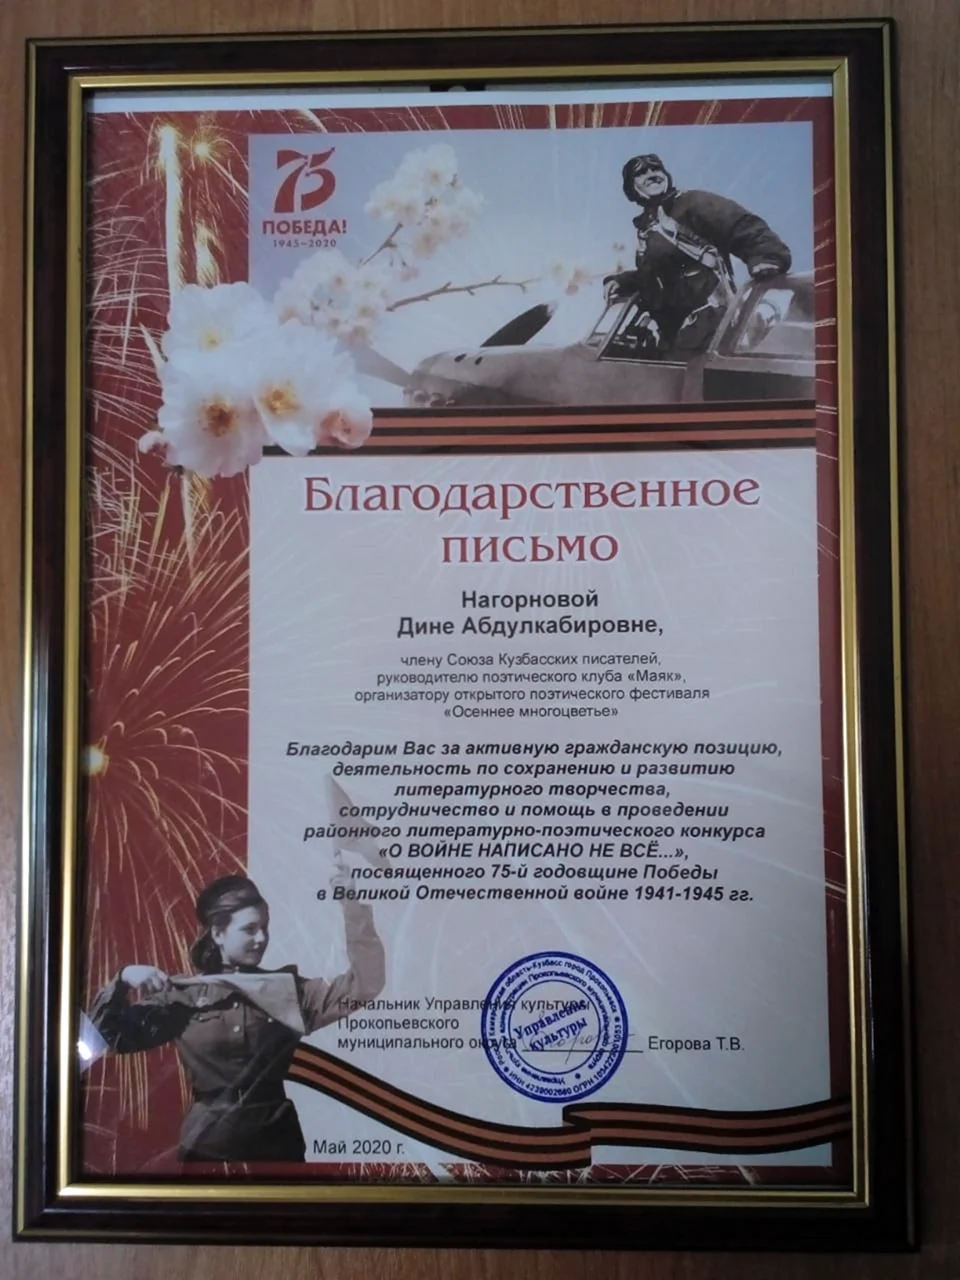 75
ПОБЕДА!
1945–2020
Благодарственное
письмо
Нагорновой
Дине Абдулкабировне,
члену Союза Кузбасских писателей,
руководителю поэтического клуба «Маяк»,
организатору открытого поэтического фестиваля
«Осеннее многоцветье»
Благодарим Вас за активную гражданскую позицию,
деятельность по сохранению и развитию
литературного творчества,
сотрудничество и помощь в проведении
районного литературно-поэтического конкурса
«О ВОЙНЕ НАПИСАНО НЕ ВСЁ...»,
посвященного 75-й годовщине Победы
в Великой Отечественной войне 1941-1945 гг.
Начальник Управления культуры
Прокопьевского
муниципального округа Егорова Т.В.
Управление
культуры
Май 2020 г.